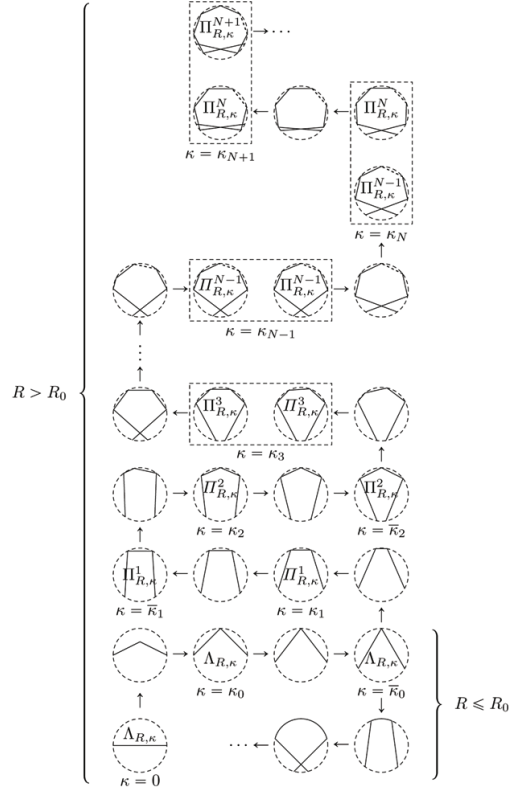 Π^{N+1}_{R,κ} → ⋯
Π^N_{R,κ} Π^N_{R,κ}
κ = κ_{N+1}
Π^{N-1}_{R,κ}
κ = κ_N
Π^{N-1}_{R,κ} Π^{N-1}_{R,κ}
κ = κ_{N-1}
⋮
R > R_0
Π^3_{R,κ} Π^3_{R,κ}
κ = κ_3
Π^2_{R,κ} Π^2_{R,κ}
κ = κ_2 κ = κ̅_2
Π^1_{R,κ} Π^1_{R,κ}
κ = κ̅_1 κ = κ_1
Λ_{R,κ} Λ_{R,κ}
κ = κ_0 κ = κ̅_0
R ⩽ R_0
Λ_{R,κ} ⋯
κ = 0